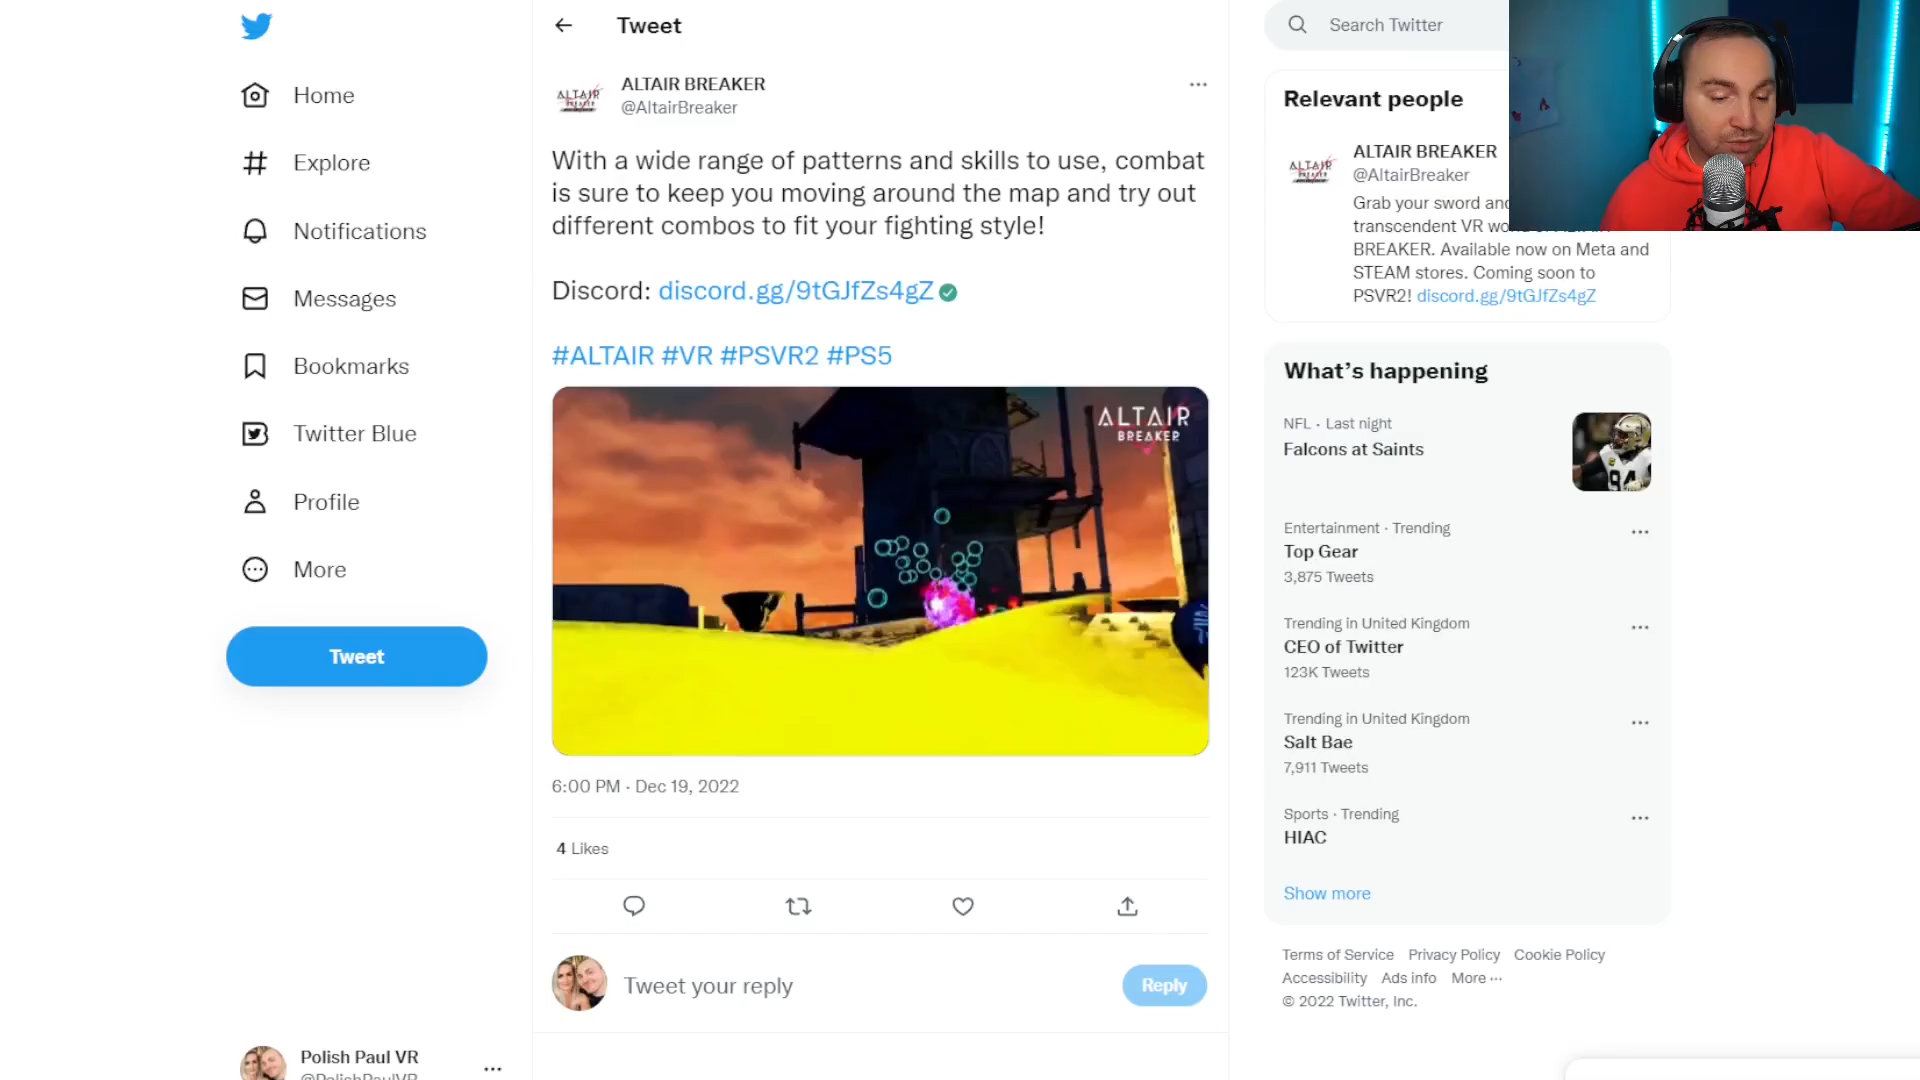 Home
Explore
Notifications
Messages
Bookmarks
Twitter Blue
Profile
More
Tweet
Polish Paul VR
@PolishPaulVR
Tweet
ALTAIR BREAKER
@AltairBreaker
With a wide range of patterns and skills to use, combat
is sure to keep you moving around the map and try out
different combos to fit your fighting style!
Discord: discord.gg/9tGJfZs4gZ
#ALTAIR #VR #PSVR2 #PS5
ALTAIR
BREAKER
6:00 PM · Dec 19, 2022
4 Likes
Tweet your reply
Reply
Search Twitter
Relevant people
ALTAIR
BREAKER
ALTAIR BREAKER
@AltairBreaker
Grab your sword and
transcendent VR
BREAKER. Available now on Meta and
STEAM stores. Coming soon to
PSVR2! discord.gg/9tGJfZs4gZ
What's happening
NFL · Last night
Falcons at Saints
94
Entertainment · Trending
Top Gear
3,875 Tweets
Trending in United Kingdom
CEO of Twitter
123K Tweets
Trending in United Kingdom
Salt Bae
7,911 Tweets
Sports · Trending
HIAC
Show more
Terms of Service Privacy Policy Cookie Policy
Accessibility Ads info More ···
© 2022 Twitter, Inc.